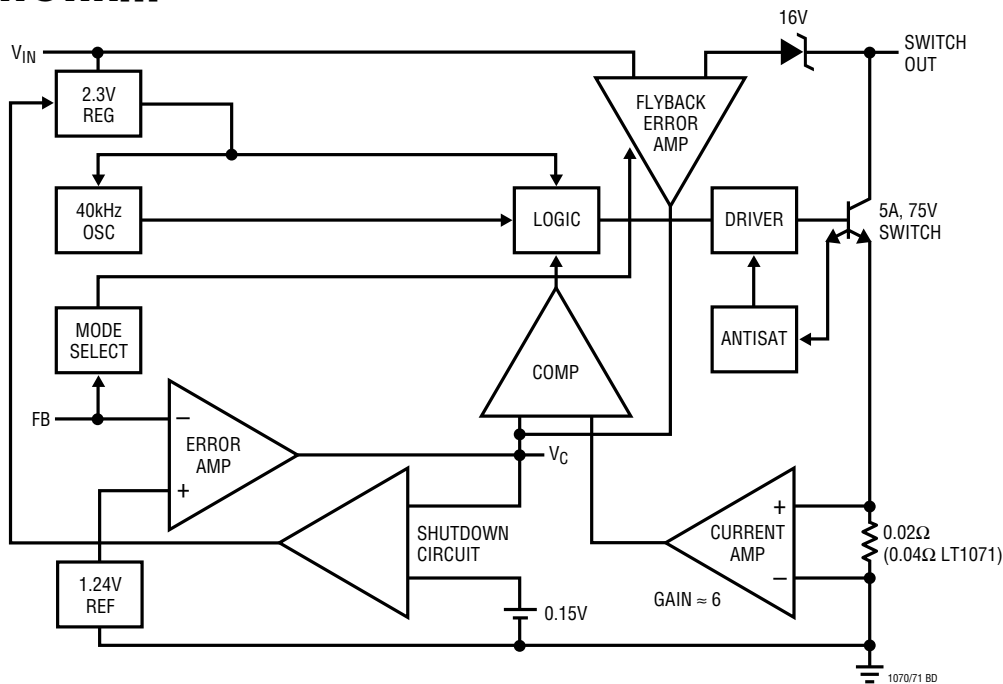 16V
SWITCH
OUT
VIN
2.3V
REG
FLYBACK
ERROR
AMP
40kHz
OSC
LOGIC
DRIVER
5A, 75V
SWITCH
MODE
SELECT
ANTISAT
COMP
FB
−
ERROR
AMP
+
VC
SHUTDOWN
CIRCUIT
+
CURRENT
AMP
−
0.02Ω
(0.04Ω LT1071)
1.24V
REF
GAIN ≈ 6
0.15V
1070/71 BD